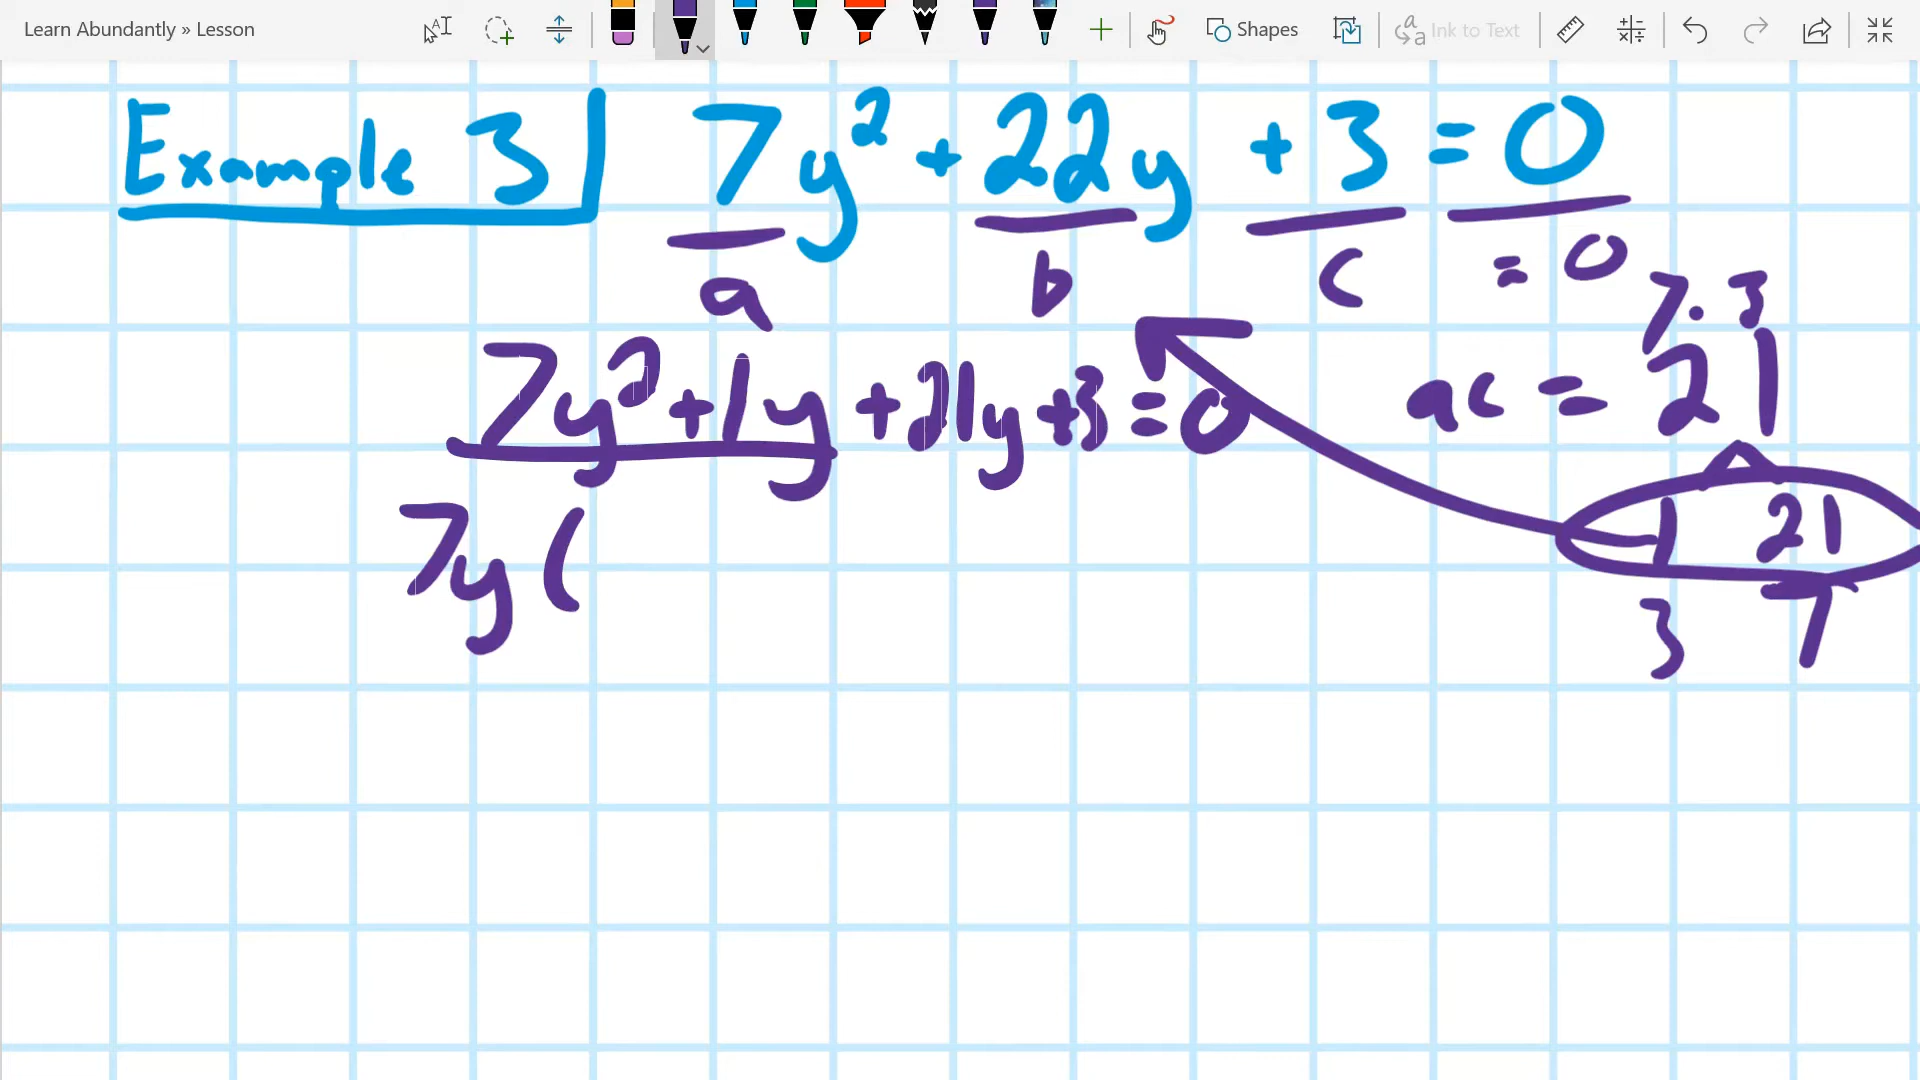 Learn Abundantly » Lesson
Shapes
Ink to Text
Example 3 7y² + 22y + 3 = 0
a b c = 0
7 · 3
7y² + 1y + 21y + 3 = 0
ac = 21
1 21
7y (
3 7